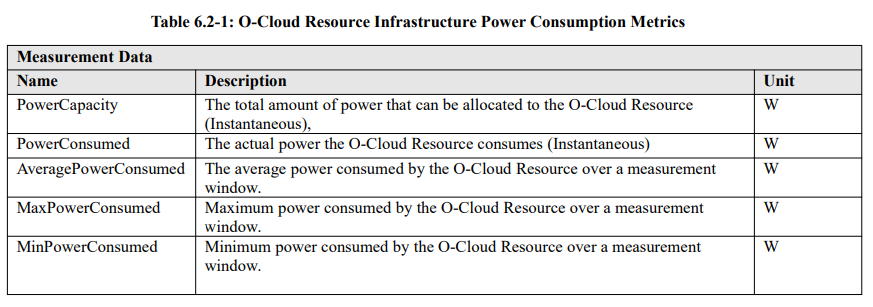 Table 6.2-1: O-Cloud Resource Infrastructure Power Consumption Metrics
Measurement Data
Name Description Unit
PowerCapacity The total amount of power that can be allocated to the O-Cloud Resource W
(Instantaneous),
PowerConsumed The actual power the O-Cloud Resource consumes (Instantaneous) W
AveragePowerConsumed The average power consumed by the O-Cloud Resource over a measurement W
window.
MaxPowerConsumed Maximum power consumed by the O-Cloud Resource over a measurement W
window.
MinPowerConsumed Minimum power consumed by the O-Cloud Resource over a measurement W
window.